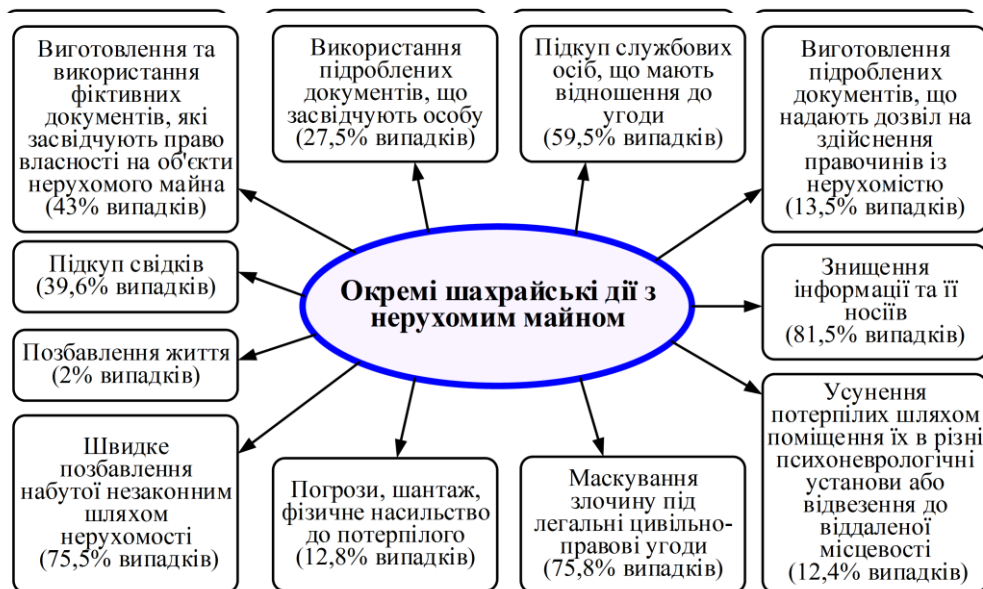 Виготовлення та
використання
фіктивних
документів, які
засвідчують право
власності на об'єкти
нерухомого майна
(43% випадків)
Використання
підроблених
документів, що
засвідчують особу
(27,5% випадків)
Підкуп службових
осіб, що мають
відношення до
угоди
(59,5% випадків)
Виготовлення
підроблених
документів, що
надають дозвіл на
здійснення
правочинів із
нерухомістю
(13,5% випадків)
Підкуп свідків
(39,6% випадків)
Окремі шахрайські дії з
нерухомим майном
Знищення
інформації та її
носіїв
(81,5% випадків)
Позбавлення життя
(2% випадків)
Швидке
позбавлення
набутої незаконним
шляхом
нерухомості
(75,5% випадків)
Погрози, шантаж,
фізичне насильство
до потерпілого
(12,8% випадків)
Маскування
злочину під
легальні цивільно-
правові угоди
(75,8% випадків)
Усунення
потерпілих шляхом
поміщення їх в різні
психоневрологічні
установи або
відвезення до
віддаленої
місцевості
(12,4% випадків)